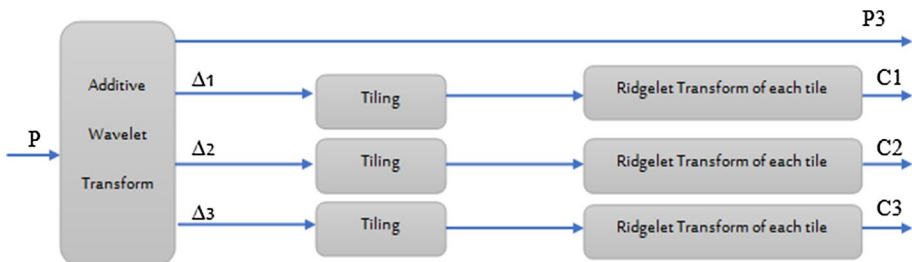 P3
Additive
Wavelet
Transform
P
Δ1
Tiling
Ridgelet Transform of each tile
C1
Δ2
Tiling
Ridgelet Transform of each tile
C2
Δ3
Tiling
Ridgelet Transform of each tile
C3